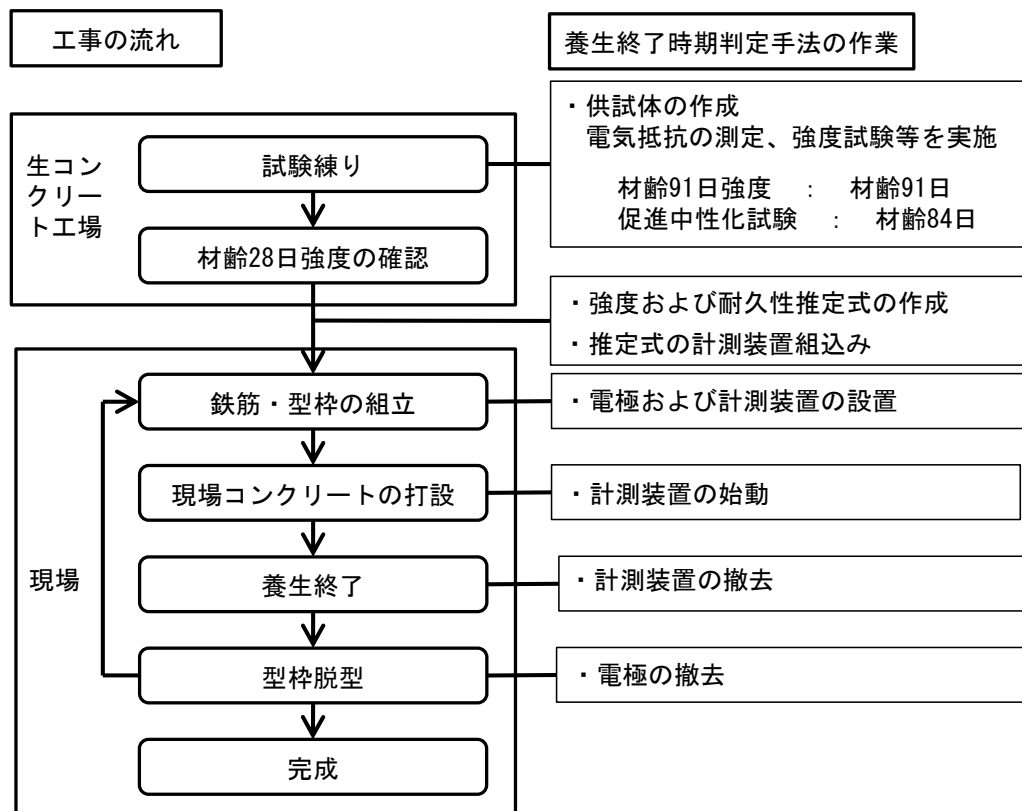 工事の流れ
養生終了時期判定手法の作業
生コン
クリー
ト工場
試験練り
材齢28日強度の確認
・供試体の作成
電気抵抗の測定、強度試験等を実施
材齢91日強度 : 材齢91日
促進中性化試験 : 材齢84日
・強度および耐久性推定式の作成
・推定式の計測装置組込み
現場
鉄筋・型枠の組立
・電極および計測装置の設置
現場コンクリートの打設
・計測装置の始動
養生終了
・計測装置の撤去
型枠脱型
・電極の撤去
完成